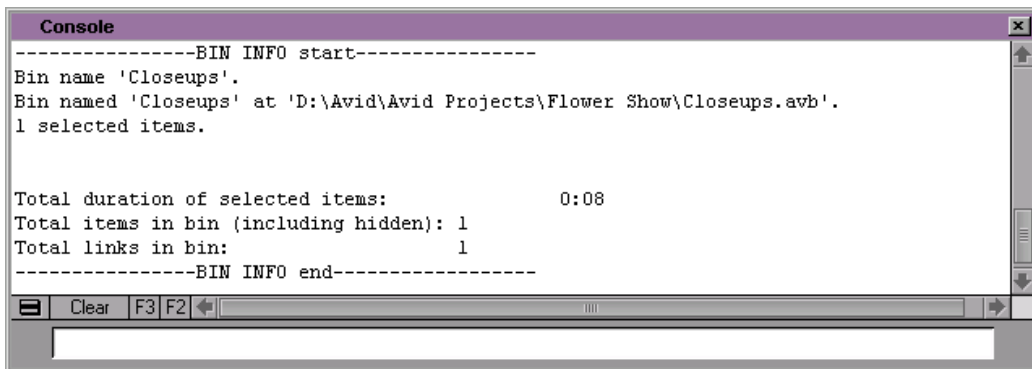 Console
----------------BIN INFO start----------------
Bin name 'Closeups'.
Bin named 'Closeups' at 'D:\Avid\Avid Projects\Flower Show\Closeups.avb'.
1 selected items.
Total duration of selected items: 0:08
Total items in bin (including hidden): 1
Total links in bin: 1
----------------BIN INFO end------------------
Clear F3 F2